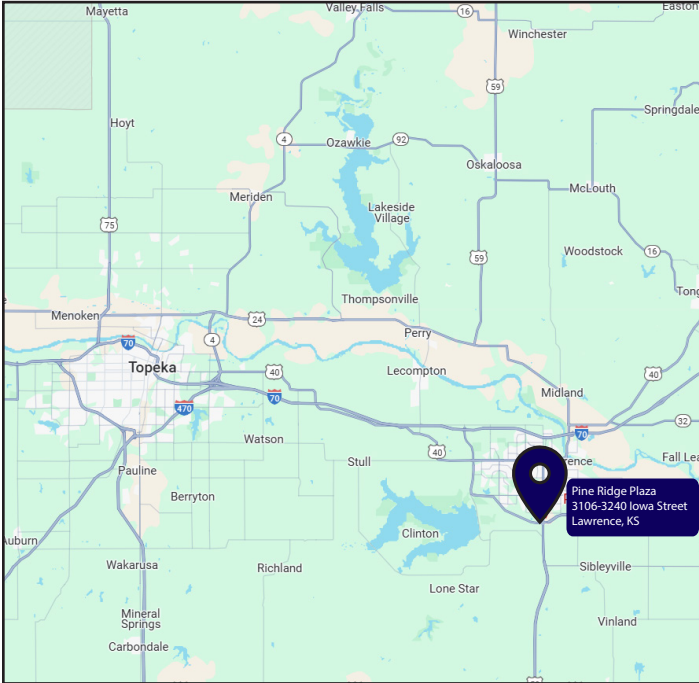 Mayetta
Valley Falls
16
Easton
Winchester
59
Springdale
Hoyt
4
Ozawkie
92
Oskaloosa
McLouth
Meriden
Lakeside
Village
75
59
Woodstock
16
Tong
Thompsonville
Menoken
24
Perry
70
4
Topeka
40
Lecompton
40
Midland
470
70
32
70
Watson
40
Stull
rence
Fall Lea
Pauline
Berryton
Pine Ridge Plaza
3106-3240 Iowa Street
Lawrence, KS
Auburn
Clinton
Wakarusa
Richland
Sibleyville
Lone Star
Mineral
Springs
Vinland
Carbondale